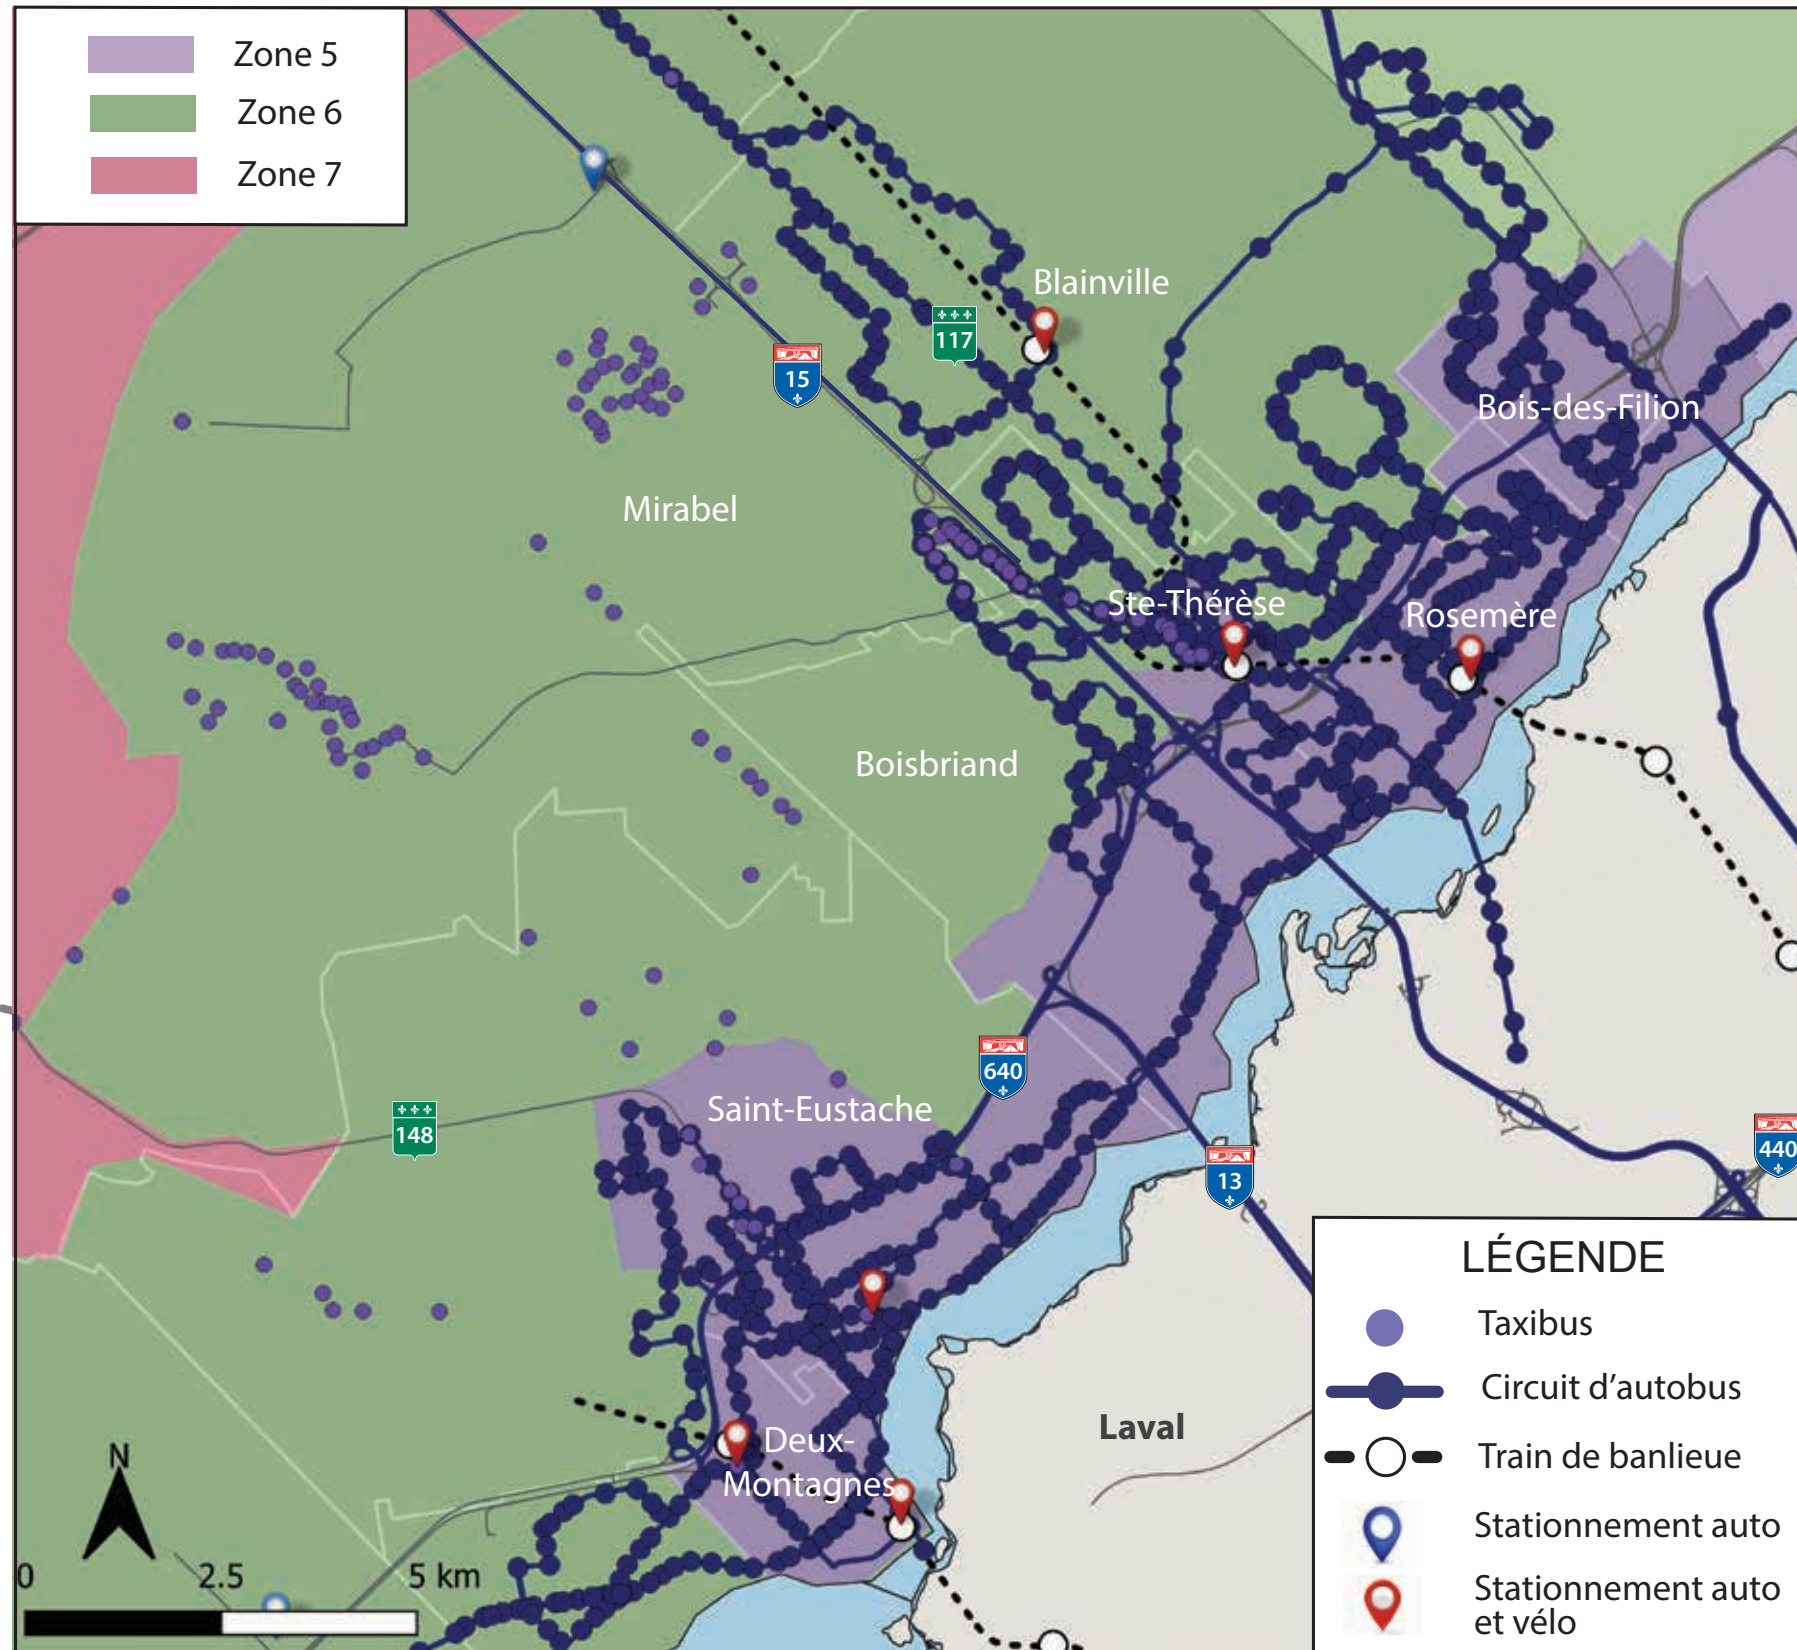 Zone 5
Zone 6
Zone 7
Blainville
117
15
Bois-des-Filion
Mirabel
Ste-Thérèse
Rosemère
Boisbriand
640
Saint-Eustache
148
13
440
LÉGENDE
Taxibus
Circuit d'autobus
Train de banlieue
Stationnement auto
Stationnement auto
et vélo
Laval
Deux-
Montagnes
N
0 2.5 5 km